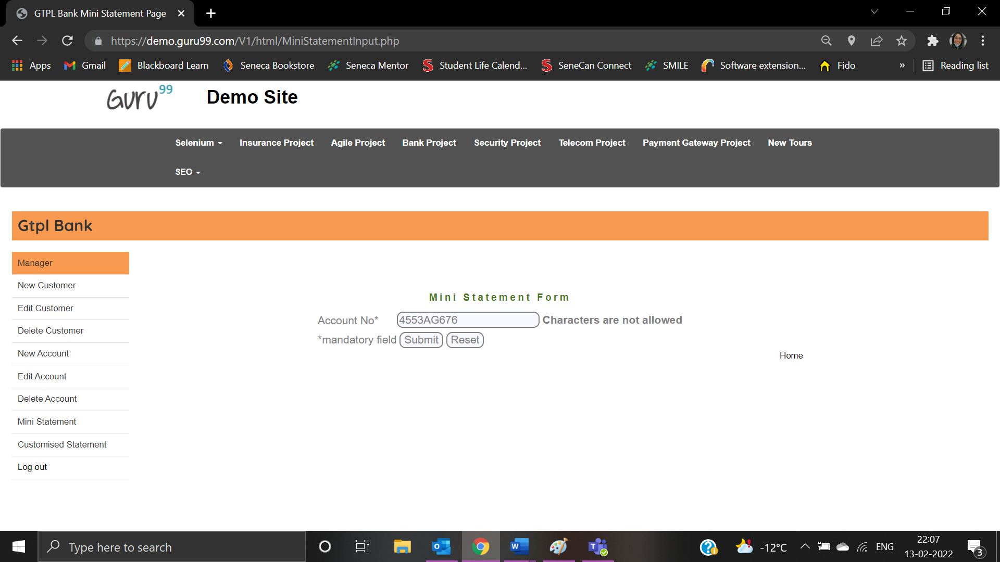 GTPL Bank Mini Statement Page
https://demo.guru99.com/V1/html/MiniStatementInput.php
Apps Gmail Blackboard Learn Seneca Bookstore Seneca Mentor Student Life Calend... SeneCan Connect SMILE Software extension... Fido » Reading list
Guru99 Demo Site
Selenium Insurance Project Agile Project Bank Project Security Project Telecom Project Payment Gateway Project New Tours
SEO
Gtpl Bank
Manager
New Customer
Edit Customer
Delete Customer
New Account
Edit Account
Delete Account
Mini Statement
Customised Statement
Log out
Mini Statement Form
Account No* 4553AG676 Characters are not allowed
*mandatory field Submit Reset
Home
Type here to search
-12°C ENG 22:07
13-02-2022 3